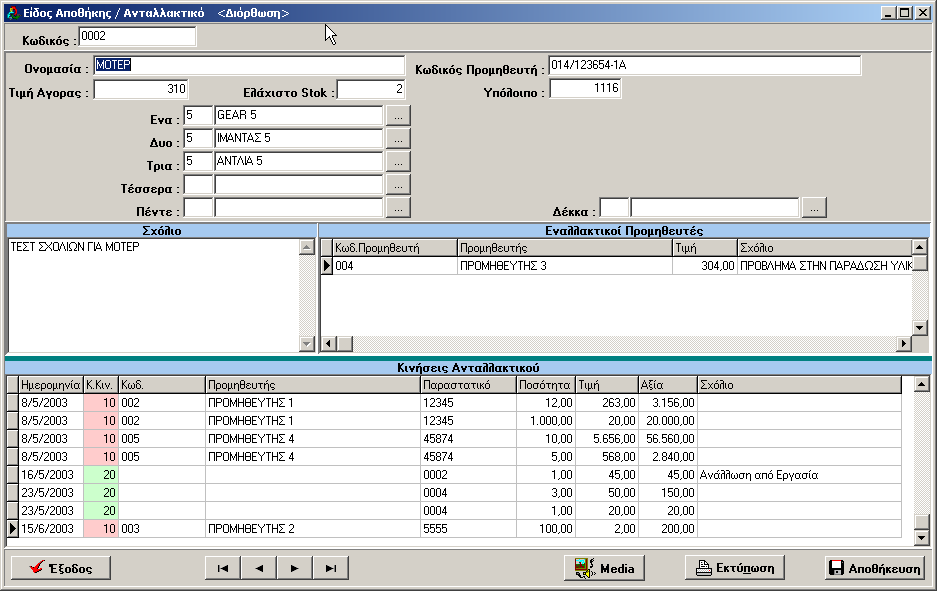 Είδος Αποθήκης / Ανταλλακτικό <Διόρθωση>
Κωδικός : 0002
Ονομασία : ΜΟΤΕΡ Κωδικός Προμηθευτή : 014/123654-1A
Τιμή Αγορας : 310 Ελάχιστο Stok : 2 Υπόλοιπο : 1116
Ενα : 5 GEAR 5 ...
Δυο : 5 ΙΜΑΝΤΑΣ 5 ...
Τρια : 5 ΑΝΤΛΙΑ 5 ...
Τέσσερα : ...
Πέντε : ... Δέκκα : ...
Σχόλιο
ΤΕΣΤ ΣΧΟΛΙΩΝ ΓΙΑ ΜΟΤΕΡ
Εναλλακτικοί Προμηθευτές
Κωδ.Προμηθευτή Προμηθευτής Τιμή Σχόλιο
004 ΠΡΟΜΗΘΕΥΤΗΣ 3 304,00 ΠΡΟΒΛΗΜΑ ΣΤΗΝ ΠΑΡΑΔΩΣΗ ΥΛΙΚ
Κινήσεις Ανταλλακτικού
Ημερομηνία Κ.Κιν. Κωδ. Προμηθευτής Παραστατικό Ποσότητα Τιμή Αξία Σχόλιο
8/5/2003 10 002 ΠΡΟΜΗΘΕΥΤΗΣ 1 12345 12,00 263,00 3.156,00
8/5/2003 10 002 ΠΡΟΜΗΘΕΥΤΗΣ 1 12345 1.000,00 20,00 20.000,00
8/5/2003 10 005 ΠΡΟΜΗΘΕΥΤΗΣ 4 45874 10,00 5.656,00 56.560,00
8/5/2003 10 005 ΠΡΟΜΗΘΕΥΤΗΣ 4 45874 5,00 568,00 2.840,00
16/5/2003 20 0002 1,00 45,00 45,00 Ανάλλωση από Εργασία
23/5/2003 20 0004 3,00 50,00 150,00
23/5/2003 20 0004 1,00 20,00 20,00
15/6/2003 10 003 ΠΡΟΜΗΘΕΥΤΗΣ 2 5555 100,00 2,00 200,00
Έξοδος Media Εκτύπωση Αποθήκευση